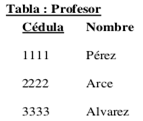 Tabla : Profesor
Cédula Nombre
1111 Pérez
2222 Arce
3333 Alvarez